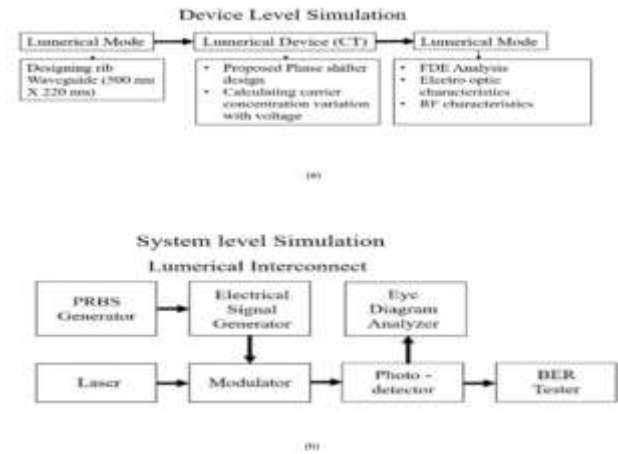 Device Level Simulation
Lumerical Mode
Lumerical Device (CT)
Lumerical Mode
Designing rib
Waveguide (500 nm
X 220 nm)
• Proposed Phase shifter
design
• Calculating carrier
concentration variation
with voltage
• FDE Analysis
• Electro optic
characteristics
• RF characteristics
(a)
System level Simulation
Lumerical Interconnect
PRBS
Generator
Electrical
Signal
Generator
Eye
Diagram
Analyzer
Laser
Modulator
Photo -
detector
BER
Tester
(b)